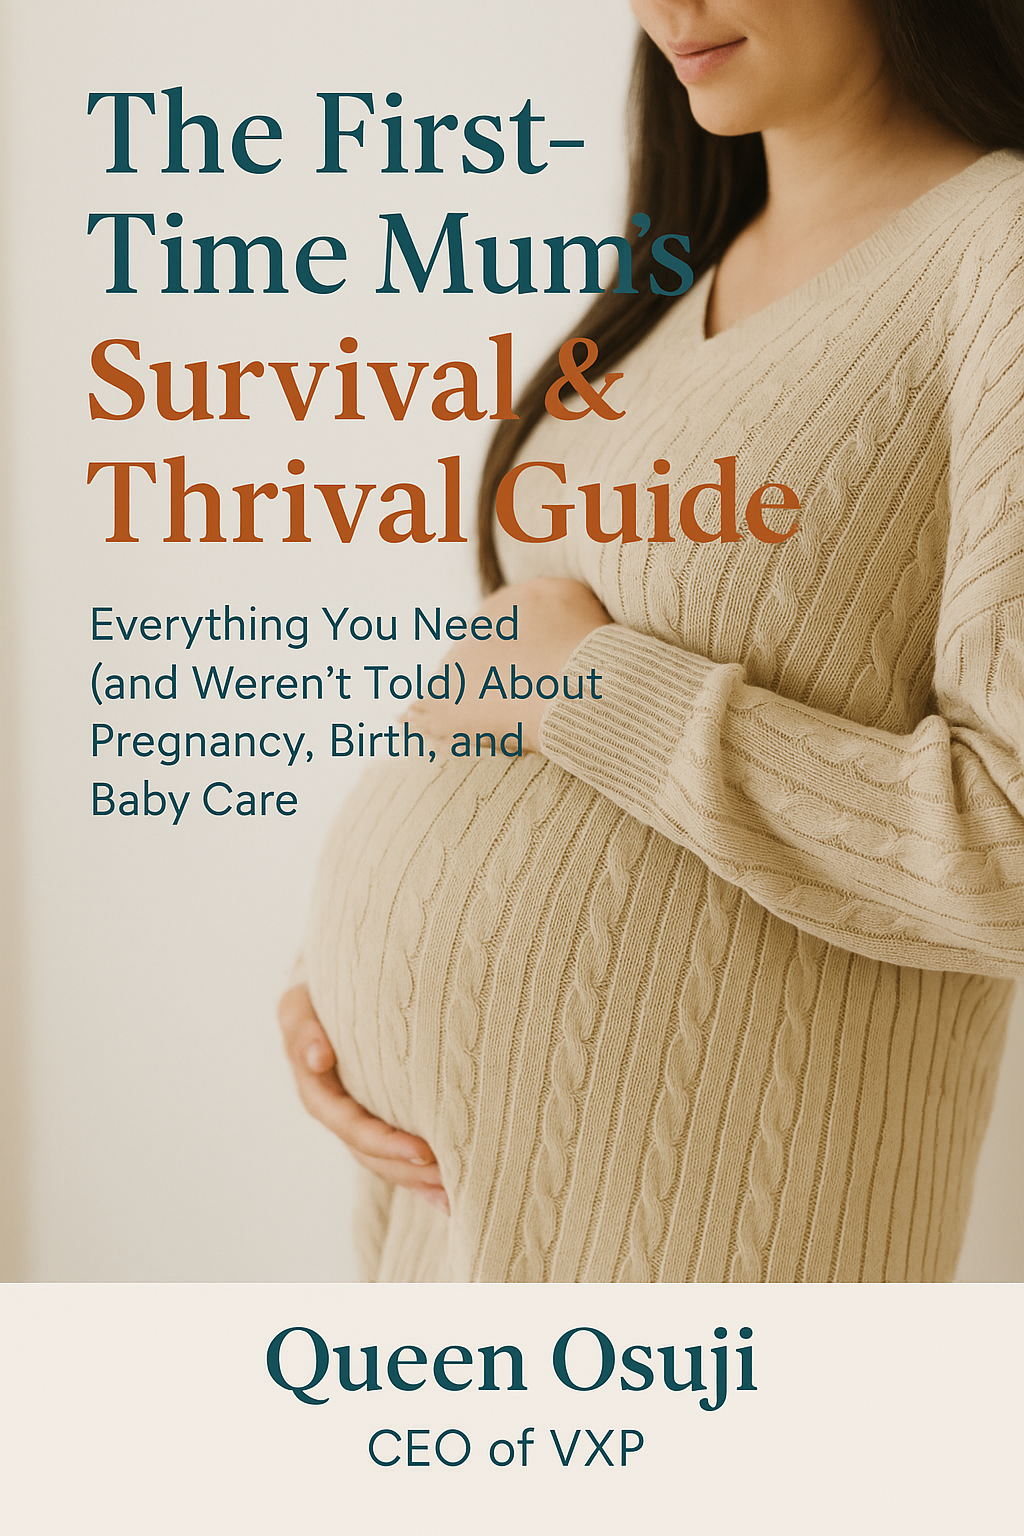 The First-
Time Mum's
Survival &
Thrival Guide
Everything You Need
(and Weren't Told) About
Pregnancy, Birth, and
Baby Care
Queen Osuji
CEO of VXP